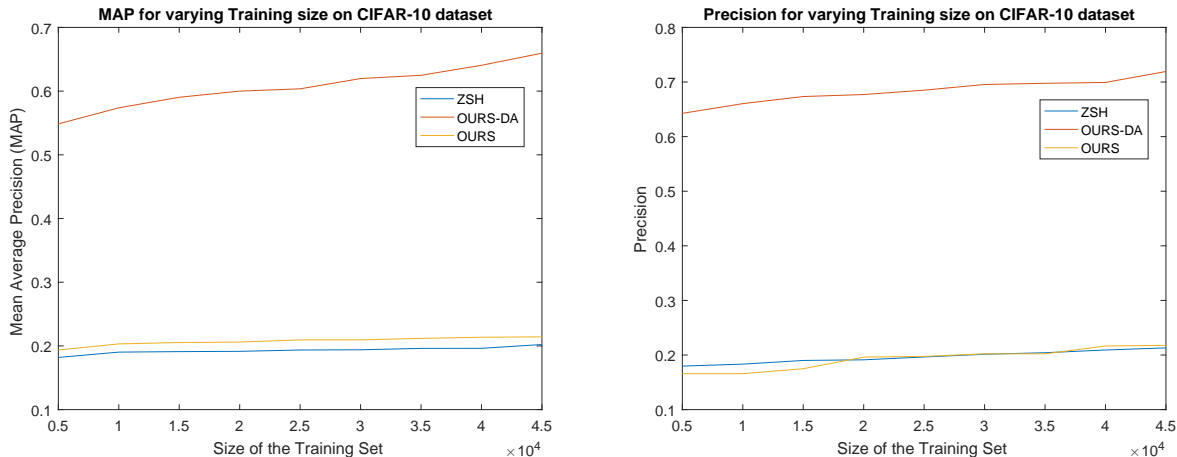 MAP for varying Training size on CIFAR-10 dataset
0.7
0.6
0.5
0.4
0.3
0.2
0.1
Mean Average Precision (MAP)
ZSH
OURS-DA
OURS
0.5 1 1.5 2 2.5 3 3.5 4 4.5
Size of the Training Set
×10⁴
Precision for varying Training size on CIFAR-10 dataset
0.8
0.7
0.6
0.5
0.4
0.3
0.2
0.1
Precision
ZSH
OURS-DA
OURS
0.5 1 1.5 2 2.5 3 3.5 4 4.5
Size of the Training Set
×10⁴